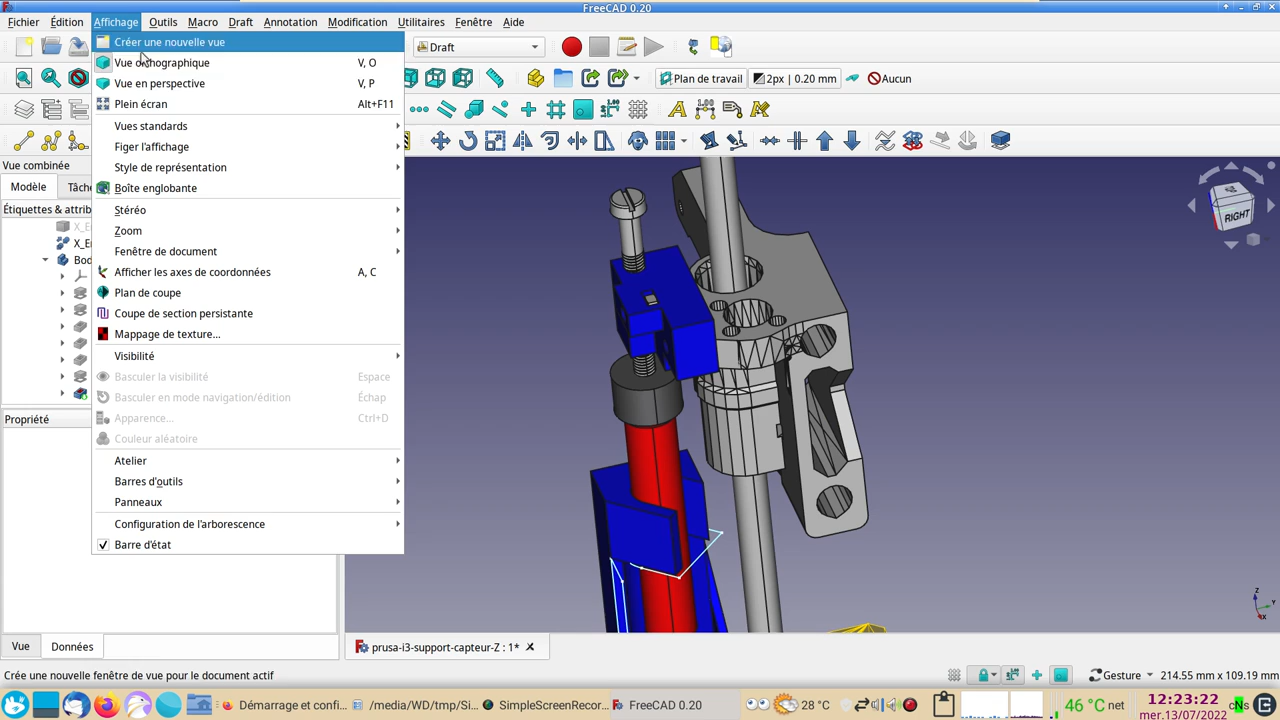 FreeCAD 0.20
Fichier Édition Affichage Outils Macro Draft Annotation Modification Utilitaires Fenêtre Aide
Créer une nouvelle vue
Draft
Vue orthographique V, O
Vue en perspective V, P
Plan de travail 2px | 0.20 mm Aucun
Plein écran Alt+F11
Vues standards
Figer l'affichage
Style de représentation
Boîte englobante
Stéréo
Zoom
Fenêtre de document
Afficher les axes de coordonnées A, C
Plan de coupe
Coupe de section persistante
Mappage de texture...
Visibilité
Basculer la visibilité Espace
Basculer en mode navigation/édition Échap
Apparence... Ctrl+D
Couleur aléatoire
Atelier
Barres d'outils
Panneaux
Configuration de l'arborescence
Barre d'état
Vue combinée
Modèle Tâche
Étiquettes & attrib
X_E
X_E
Bod
Propriété
RIGHT
Z
Y
X
Vue Données
prusa-i3-support-capteur-Z : 1*
Crée une nouvelle fenêtre de vue pour le document actif
Gesture 214.55 mm x 109.19 mm
Démarrage et confi... /media/WD/tmp/Si... SimpleScreenRecor... FreeCAD 0.20
28 °C
46 °C
12:23:22
mer.13/07/2022
cNs